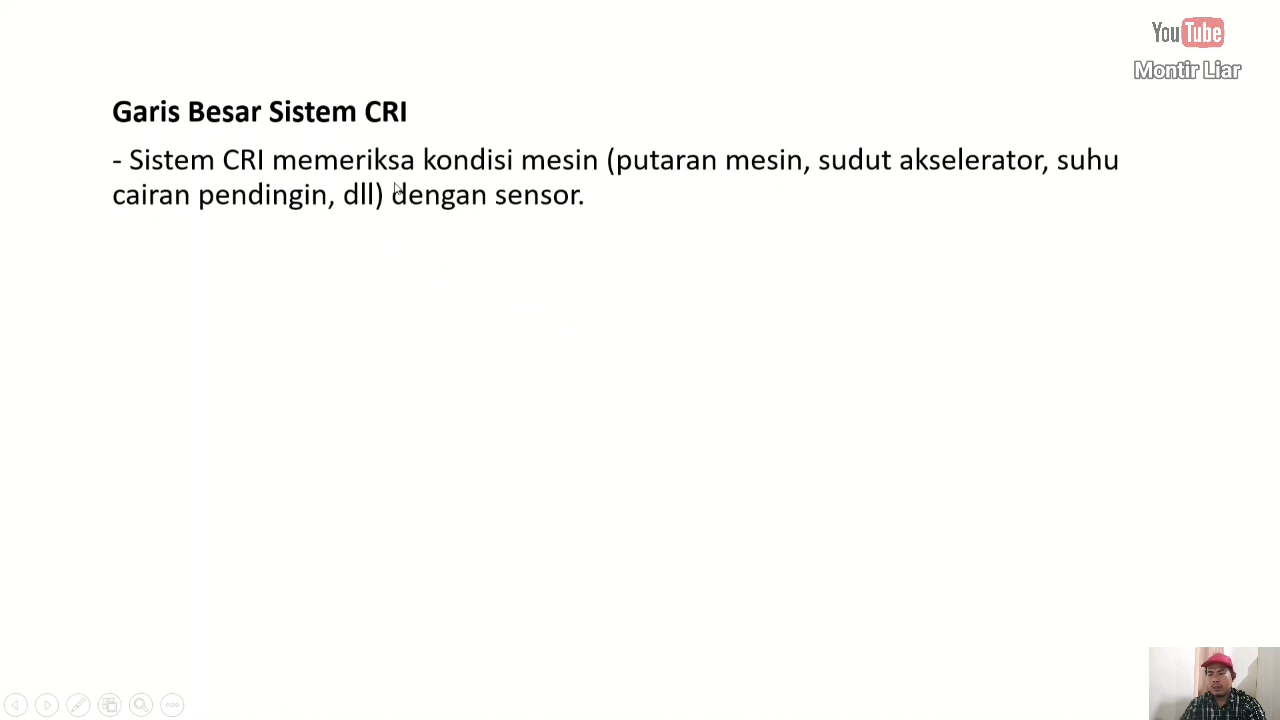 YouTube
Montir Liar
Garis Besar Sistem CRI
- Sistem CRI memeriksa kondisi mesin (putaran mesin, sudut akselerator, suhu
cairan pendingin, dll) dengan sensor.